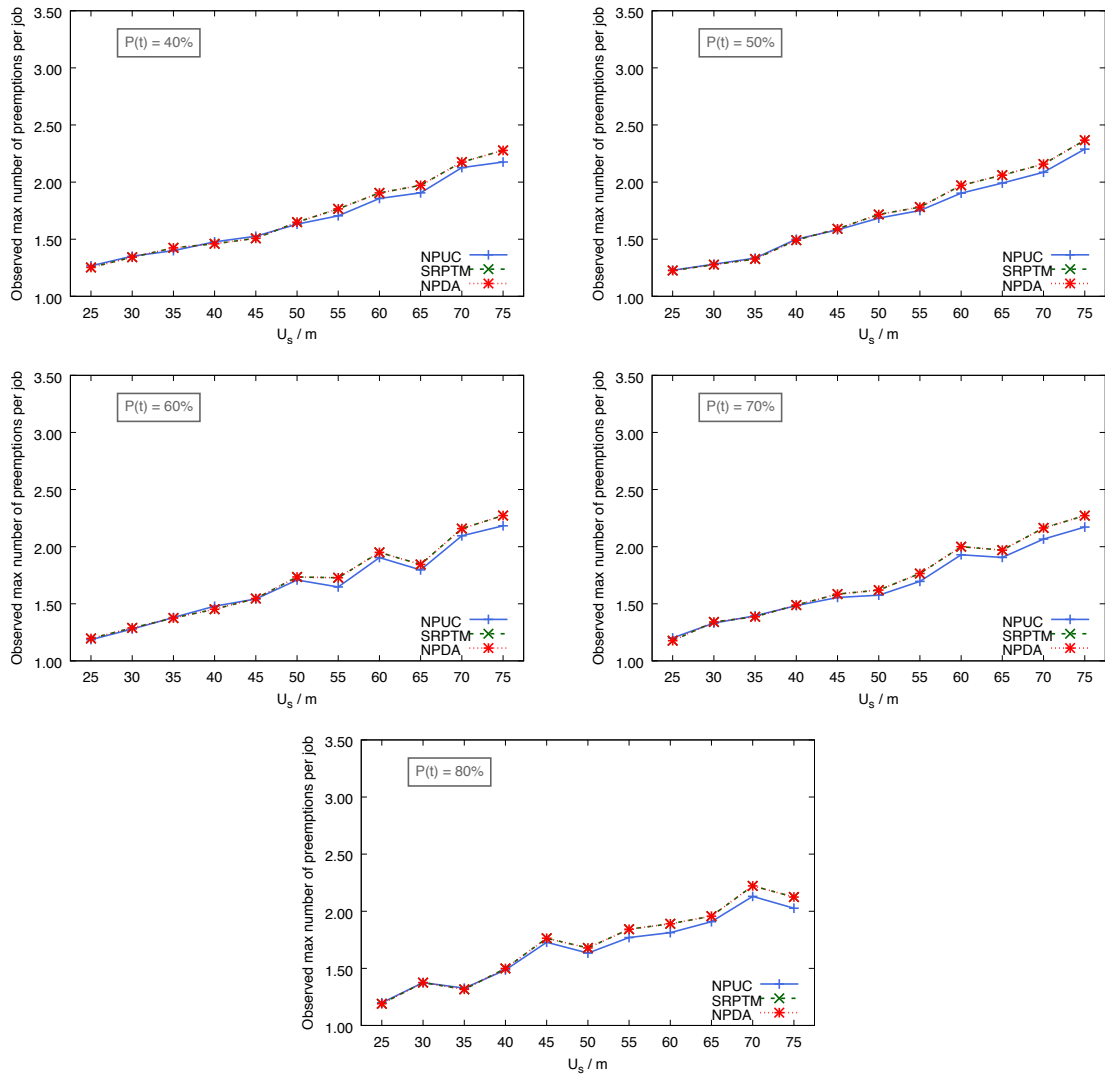 Observed max number of preemptions per job
3.50
3.00
2.50
2.00
1.50
1.00
P(t) = 40%
NPUC
SRPTM
NPDA
25 30 35 40 45 50 55 60 65 70 75
U_s / m
Observed max number of preemptions per job
3.50
3.00
2.50
2.00
1.50
1.00
P(t) = 50%
NPUC
SRPTM
NPDA
25 30 35 40 45 50 55 60 65 70 75
U_s / m
Observed max number of preemptions per job
3.50
3.00
2.50
2.00
1.50
1.00
P(t) = 60%
NPUC
SRPTM
NPDA
25 30 35 40 45 50 55 60 65 70 75
U_s / m
Observed max number of preemptions per job
3.50
3.00
2.50
2.00
1.50
1.00
P(t) = 70%
NPUC
SRPTM
NPDA
25 30 35 40 45 50 55 60 65 70 75
U_s / m
Observed max number of preemptions per job
3.50
3.00
2.50
2.00
1.50
1.00
P(t) = 80%
NPUC
SRPTM
NPDA
25 30 35 40 45 50 55 60 65 70 75
U_s / m